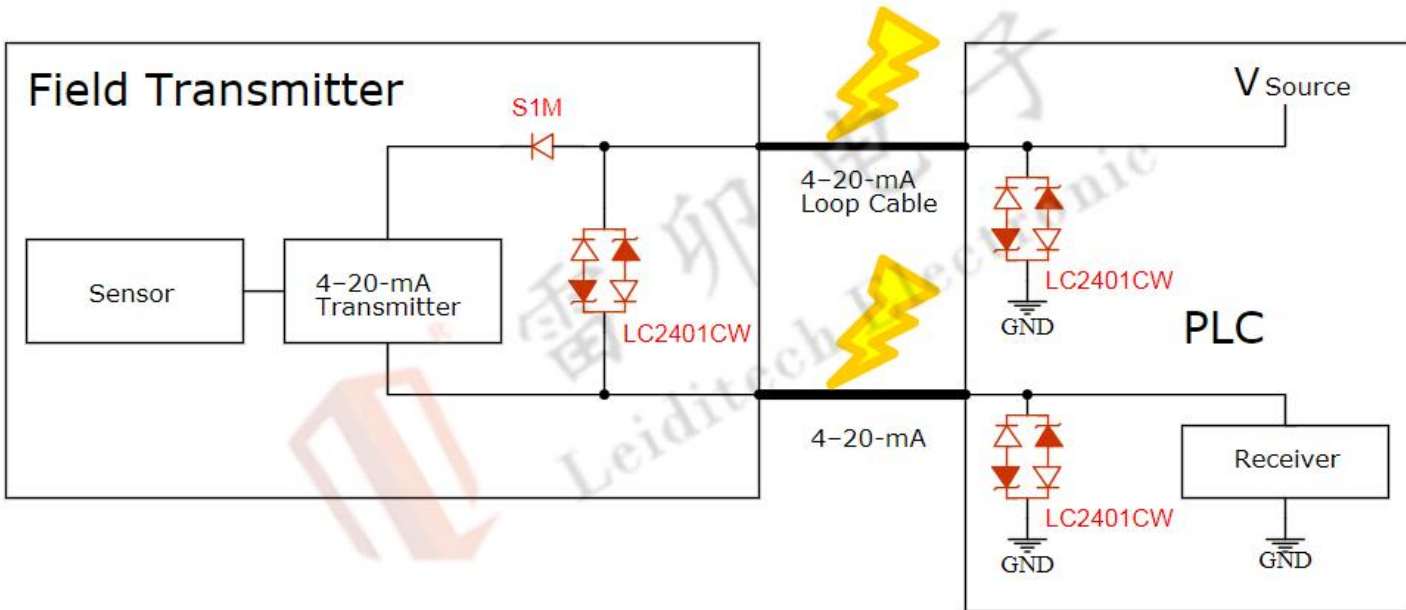 Field Transmitter
S1M
Sensor
4–20-mA
Transmitter
LC2401CW
4–20-mA
Loop Cable
4–20-mA
V Source
LC2401CW
GND
PLC
LC2401CW
GND
Receiver
GND
雷卯电子
Leiditech Electronic
®